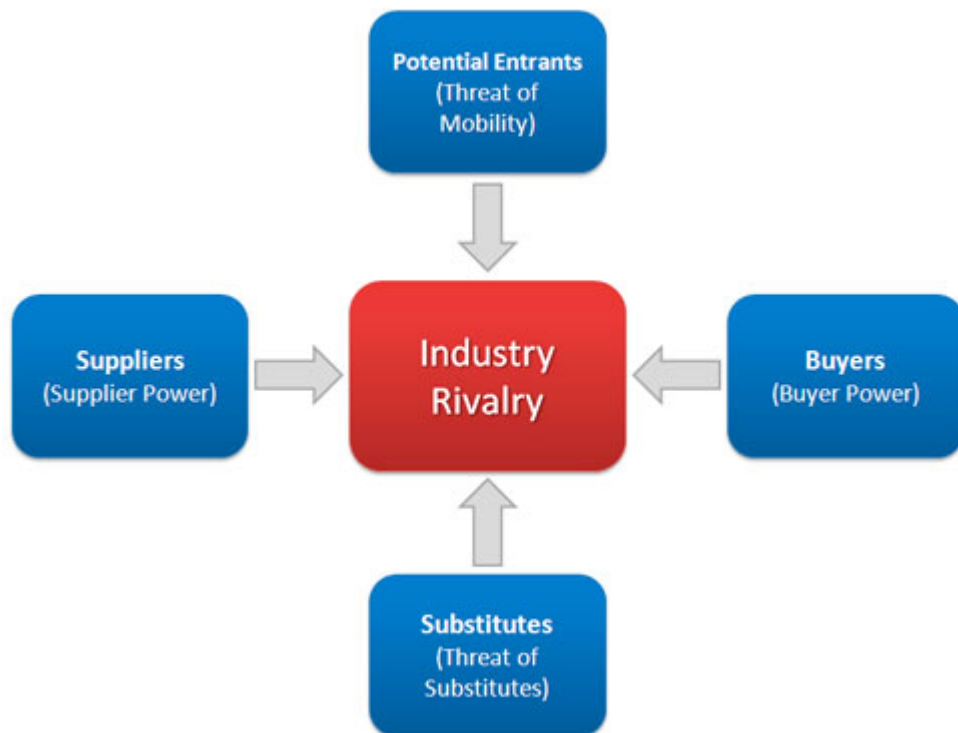 Potential Entrants
(Threat of
Mobility)
Suppliers
(Supplier Power)
Industry
Rivalry
Buyers
(Buyer Power)
Substitutes
(Threat of
Substitutes)